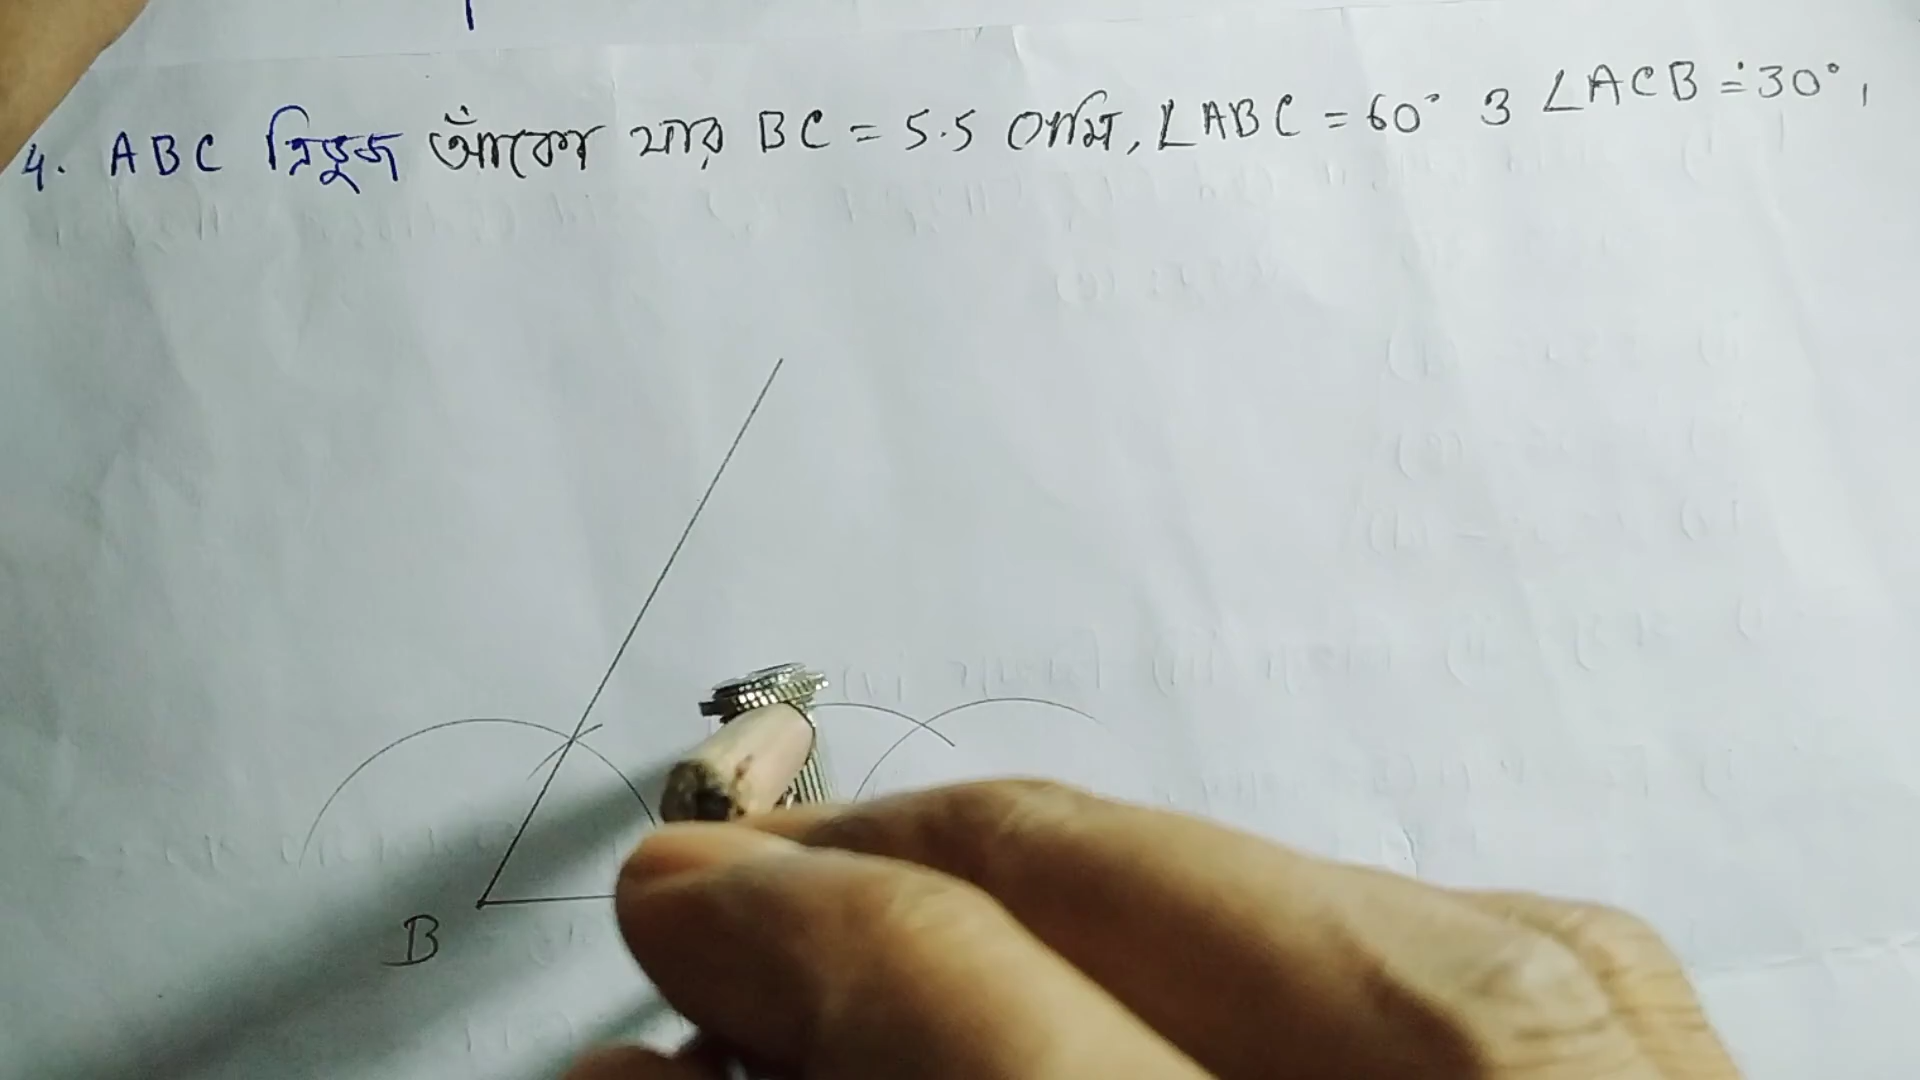 4. ABC ত্রিভুজ আঁকো যার BC = 5.5 সেমি, ∠ABC = 60° ও ∠ACB = 30°,
B